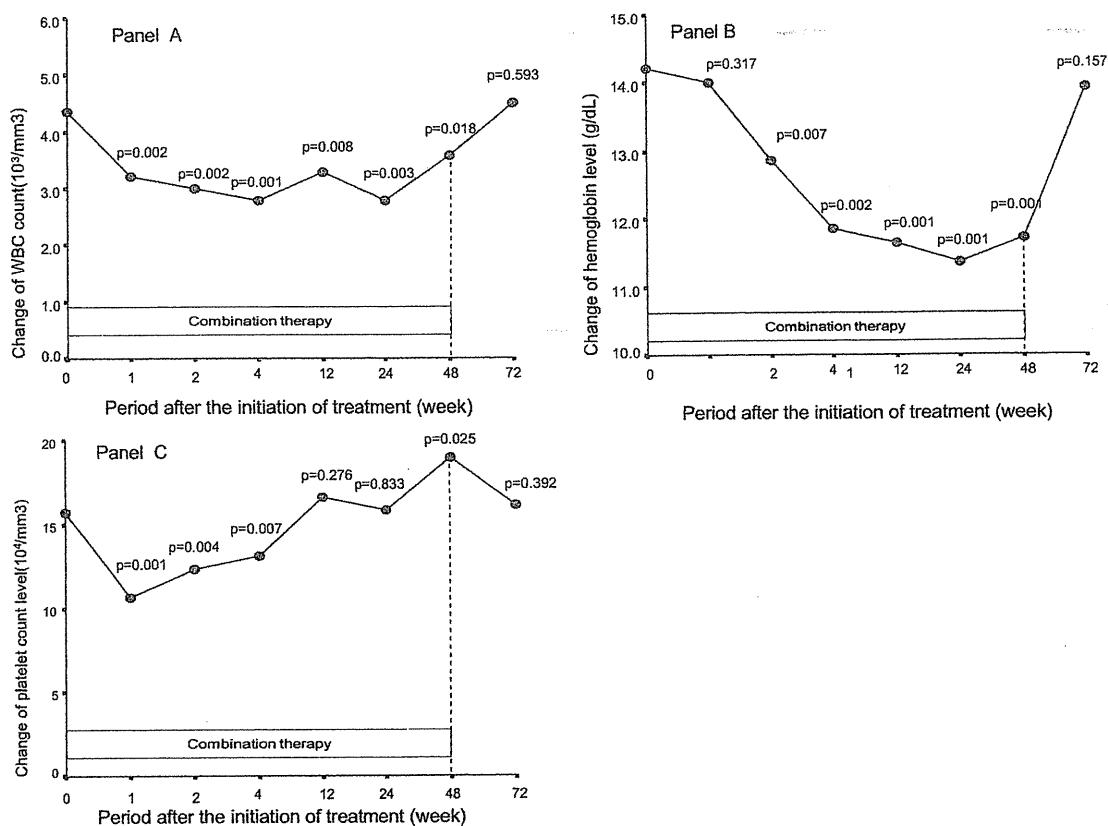 Panel A
Change of WBC count(10³/mm3)
6.0
5.0
4.0
3.0
2.0
1.0
0.0
p=0.002
p=0.002
p=0.001
p=0.008
p=0.003
p=0.018
p=0.593
Combination therapy
0 1 2 4 12 24 48 72
Period after the initiation of treatment (week)
Panel B
Change of hemoglobin level (g/dL)
15.0
14.0
13.0
12.0
11.0
10.0
p=0.317
p=0.007
p=0.002
p=0.001
p=0.001
p=0.001
p=0.157
Combination therapy
0 2 4 1 12 24 48 72
Period after the initiation of treatment (week)
Panel C
Change of platelet count level(10⁴/mm3)
20
15
10
5
0
p=0.001
p=0.004
p=0.007
p=0.276
p=0.833
p=0.025
p=0.392
Combination therapy
0 1 2 4 12 24 48 72
Period after the initiation of treatment (week)